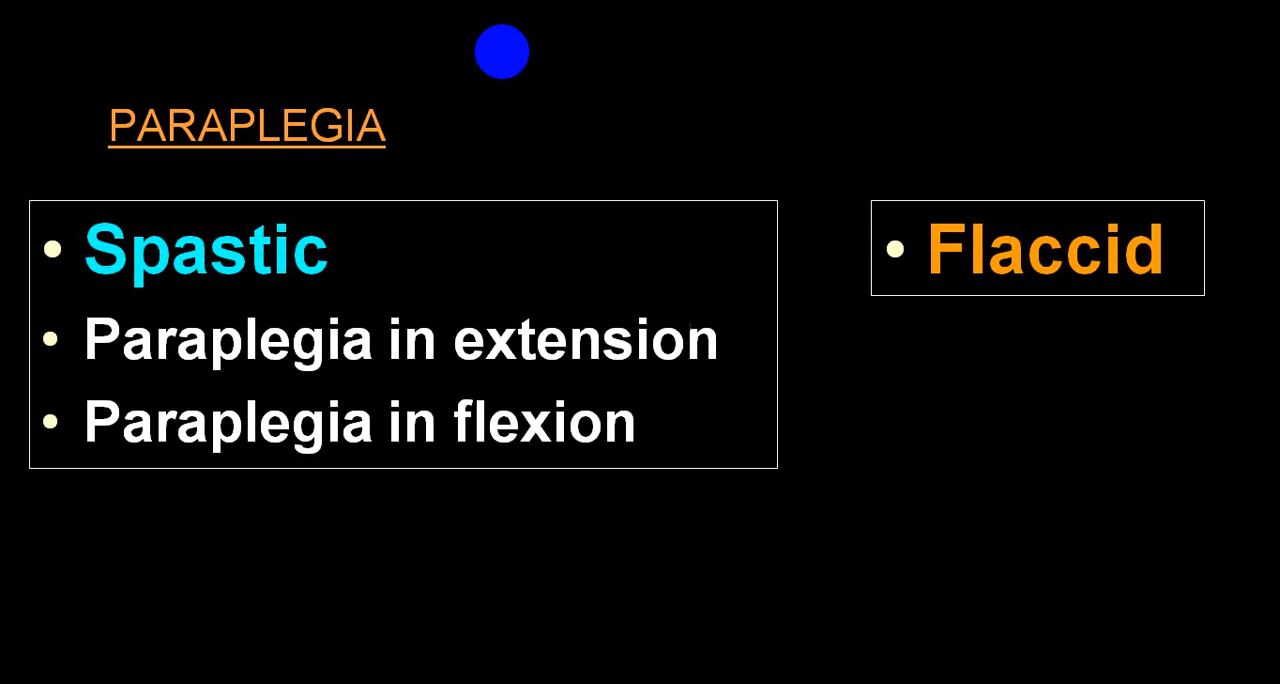 PARAPLEGIA
• Spastic
• Paraplegia in extension
• Paraplegia in flexion
• Flaccid